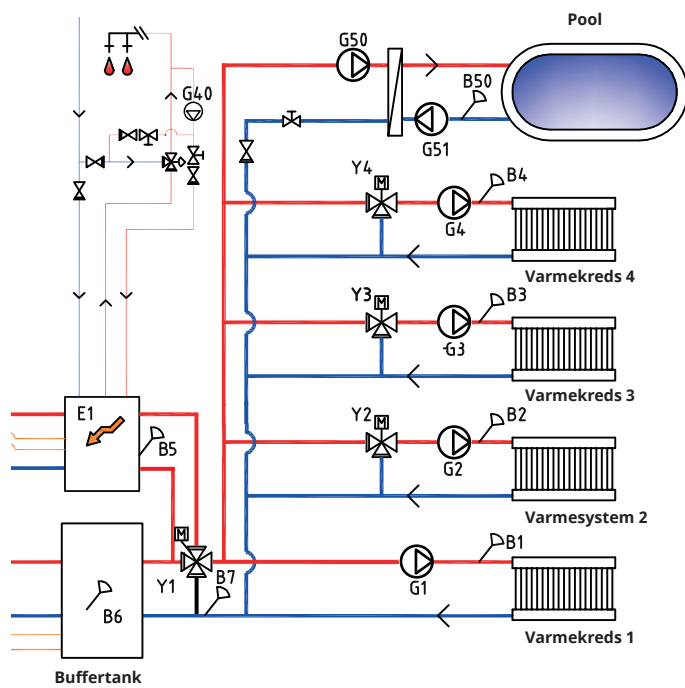 Pool
G50
G40
B50
G51
Y4
M
B4
G4
Varmekreds 4
Y3
M
B3
G3
Varmekreds 3
E1
Y2
M
B2
B5
G2
Varmesystem 2
M
B1
Y1
B7
G1
B6
Varmekreds 1
Buffertank